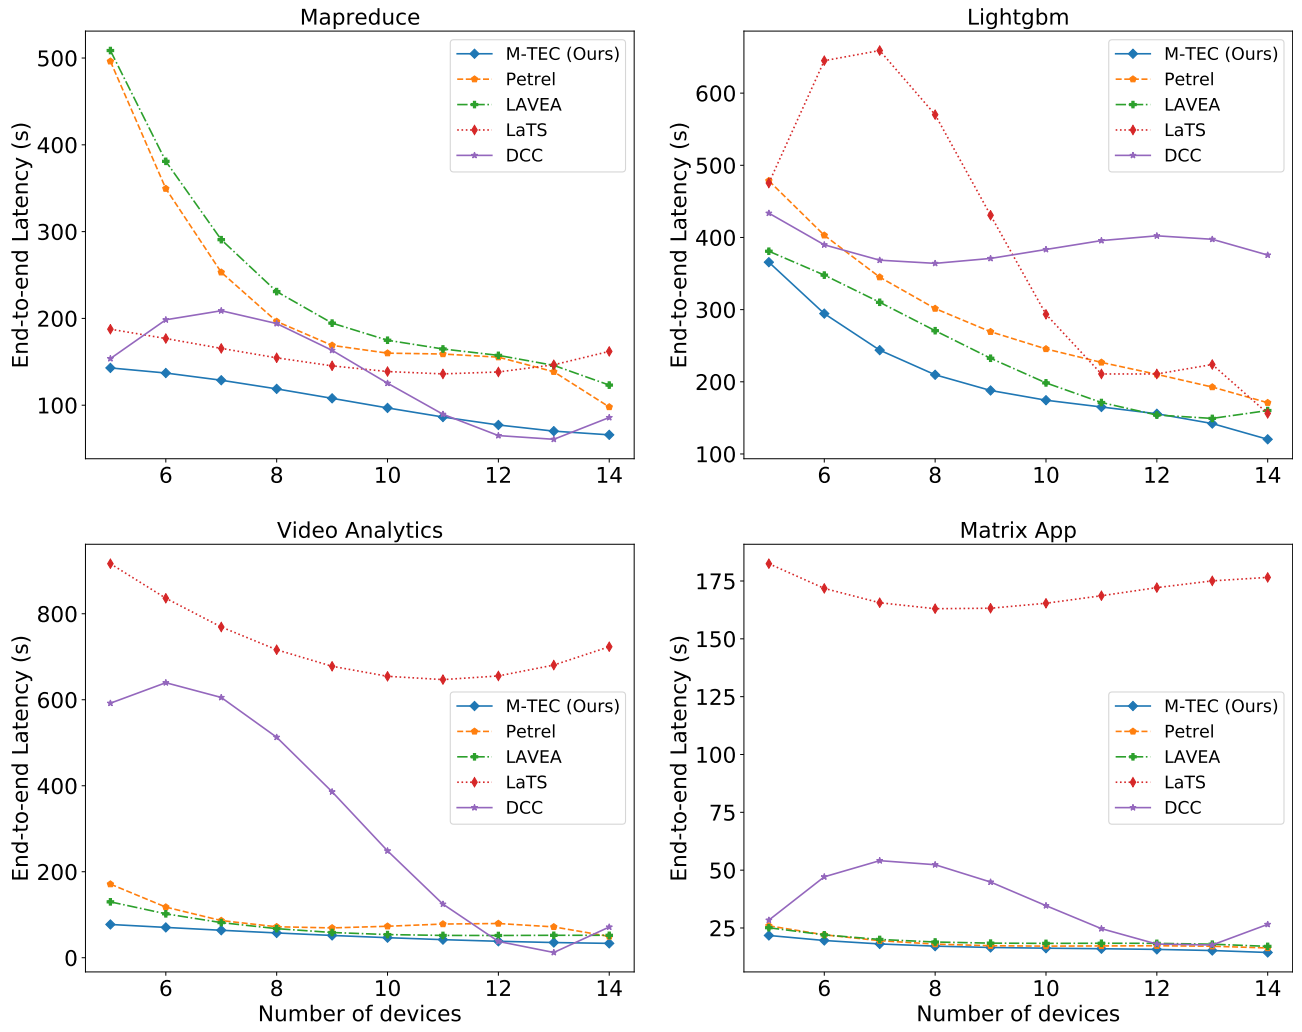 Mapreduce
End-to-end Latency (s)
500
400
300
200
100
6 8 10 12 14
M-TEC (Ours)
Petrel
LAVEA
LaTS
DCC
Lightgbm
End-to-end Latency (s)
600
500
400
300
200
100
6 8 10 12 14
M-TEC (Ours)
Petrel
LAVEA
LaTS
DCC
Video Analytics
End-to-end Latency (s)
800
600
400
200
0
6 8 10 12 14
Number of devices
M-TEC (Ours)
Petrel
LAVEA
LaTS
DCC
Matrix App
End-to-end Latency (s)
175
150
125
100
75
50
25
6 8 10 12 14
Number of devices
M-TEC (Ours)
Petrel
LAVEA
LaTS
DCC